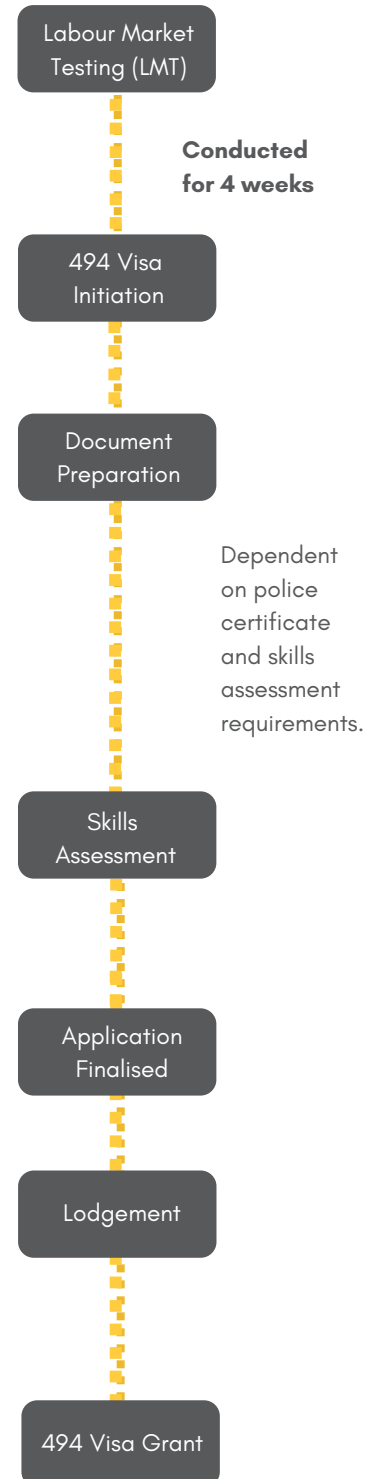 Labour Market
Testing (LMT)
Conducted
for 4 weeks
494 Visa
Initiation
Document
Preparation
Dependent
on police
certificate
and skills
assessment
requirements.
Skills
Assessment
Application
Finalised
Lodgement
494 Visa Grant